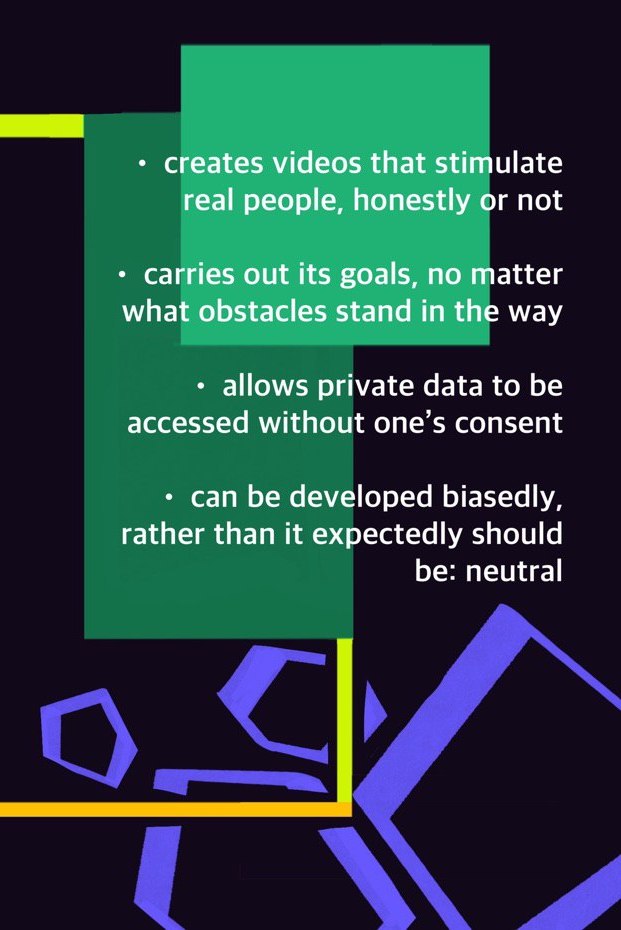 • creates videos that stimulate
real people, honestly or not
• carries out its goals, no matter
what obstacles stand in the way
• allows private data to be
accessed without one’s consent
• can be developed biasedly,
rather than it expectedly should
be: neutral